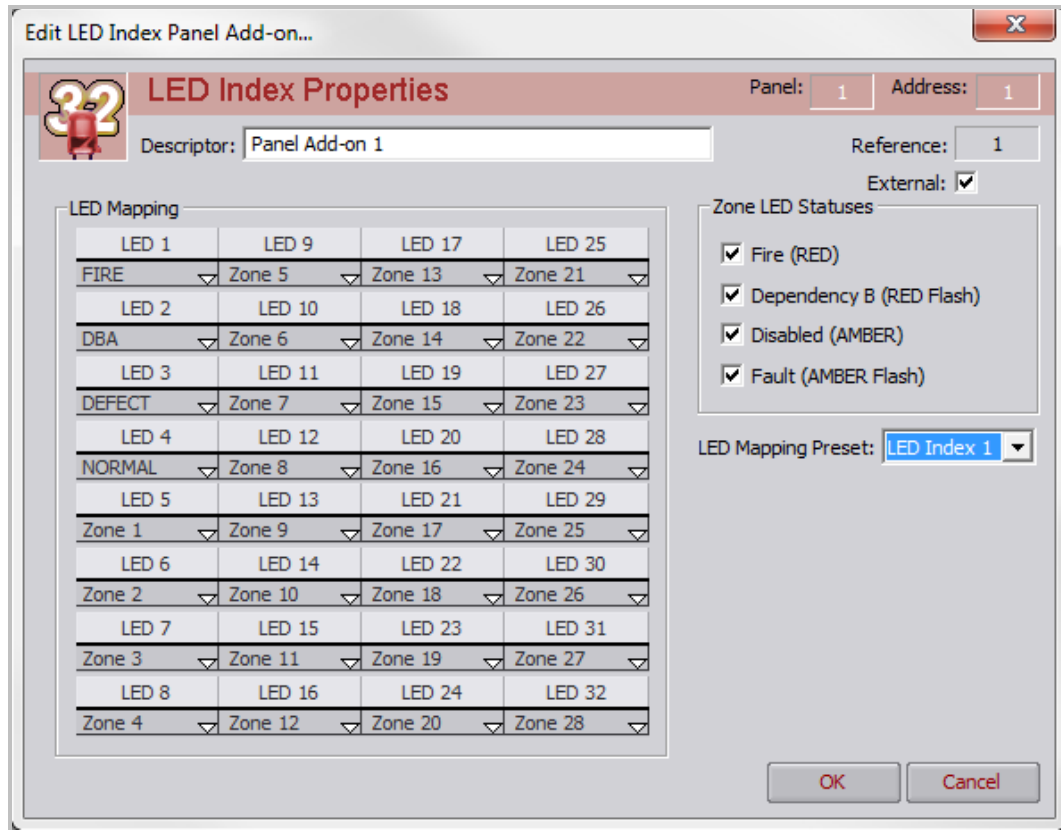 Edit LED Index Panel Add-on...
32
LED Index Properties
Panel: 1 Address: 1
Descriptor: Panel Add-on 1
Reference: 1
External:
LED Mapping
LED 1 LED 9 LED 17 LED 25
FIRE Zone 5 Zone 13 Zone 21
LED 2 LED 10 LED 18 LED 26
DBA Zone 6 Zone 14 Zone 22
LED 3 LED 11 LED 19 LED 27
DEFECT Zone 7 Zone 15 Zone 23
LED 4 LED 12 LED 20 LED 28
NORMAL Zone 8 Zone 16 Zone 24
LED 5 LED 13 LED 21 LED 29
Zone 1 Zone 9 Zone 17 Zone 25
LED 6 LED 14 LED 22 LED 30
Zone 2 Zone 10 Zone 18 Zone 26
LED 7 LED 15 LED 23 LED 31
Zone 3 Zone 11 Zone 19 Zone 27
LED 8 LED 16 LED 24 LED 32
Zone 4 Zone 12 Zone 20 Zone 28
Zone LED Statuses
Fire (RED)
Dependency B (RED Flash)
Disabled (AMBER)
Fault (AMBER Flash)
LED Mapping Preset: LED Index 1
OK Cancel